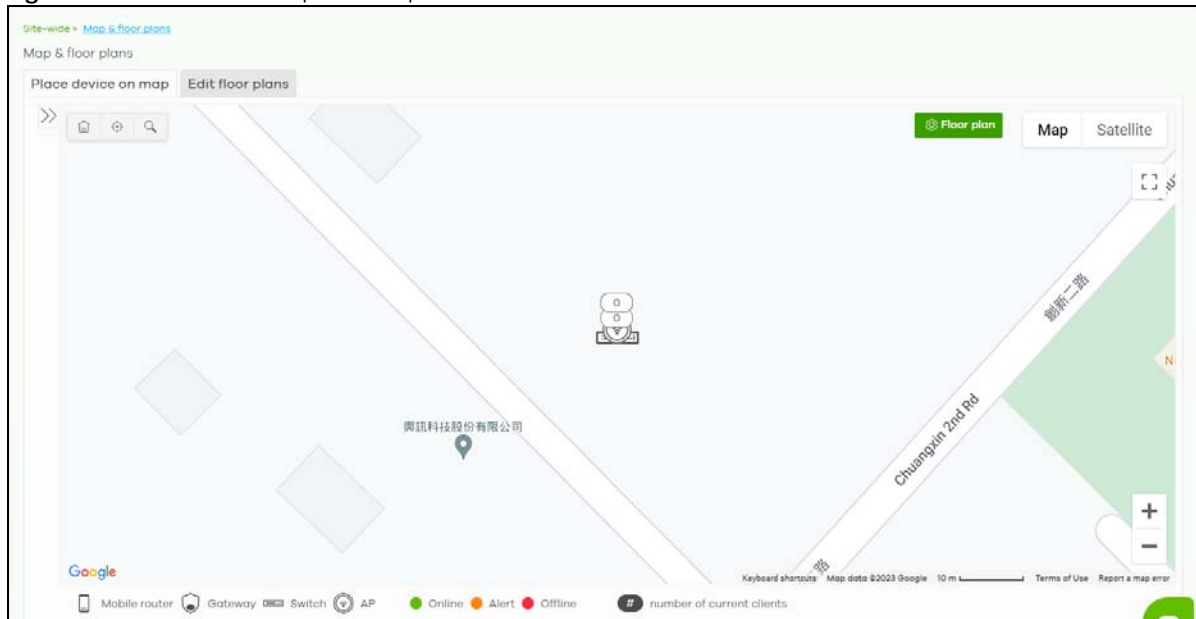 Site-wide > Map & floor plans
Map & floor plans
Place device on map Edit floor plans
Floor plan
Map Satellite
創新二路
N
興訊科技股份有限公司
Chuangxin 2nd Rd
路
+
−
Google
Keyboard shortcuts Map data ©2023 Google 10 m Terms of Use Report a map error
Mobile router Gateway Switch AP Online Alert Offline # number of current clients
0
0